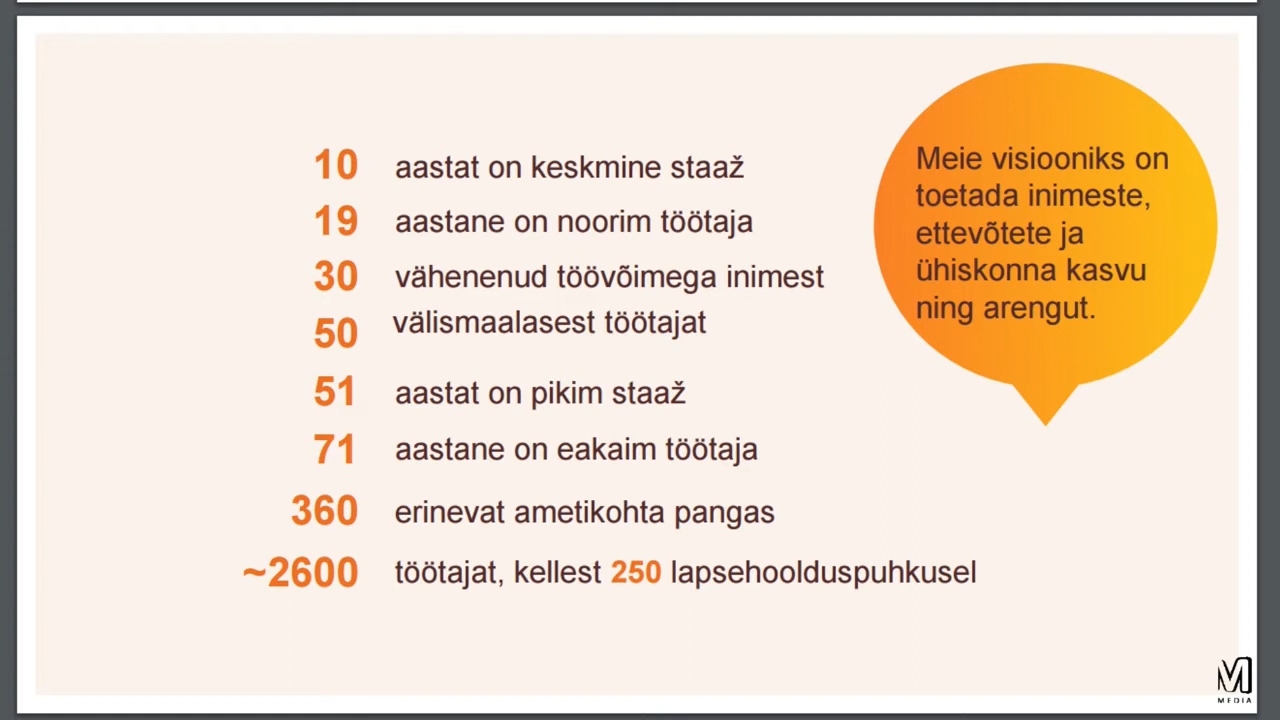 10 aastat on keskmine staaž
19 aastane on noorim töötaja
30 vähenenud töövõimega inimest
50 välismaalasest töötajat
51 aastat on pikim staaž
71 aastane on eakaim töötaja
360 erinevat ametikohta pangas
~2600 töötajat, kellest 250 lapsehoolduspuhkusel
Meie visiooniks on
toetada inimeste,
ettevõtete ja
ühiskonna kasvu
ning arengut.
M
MEDIA